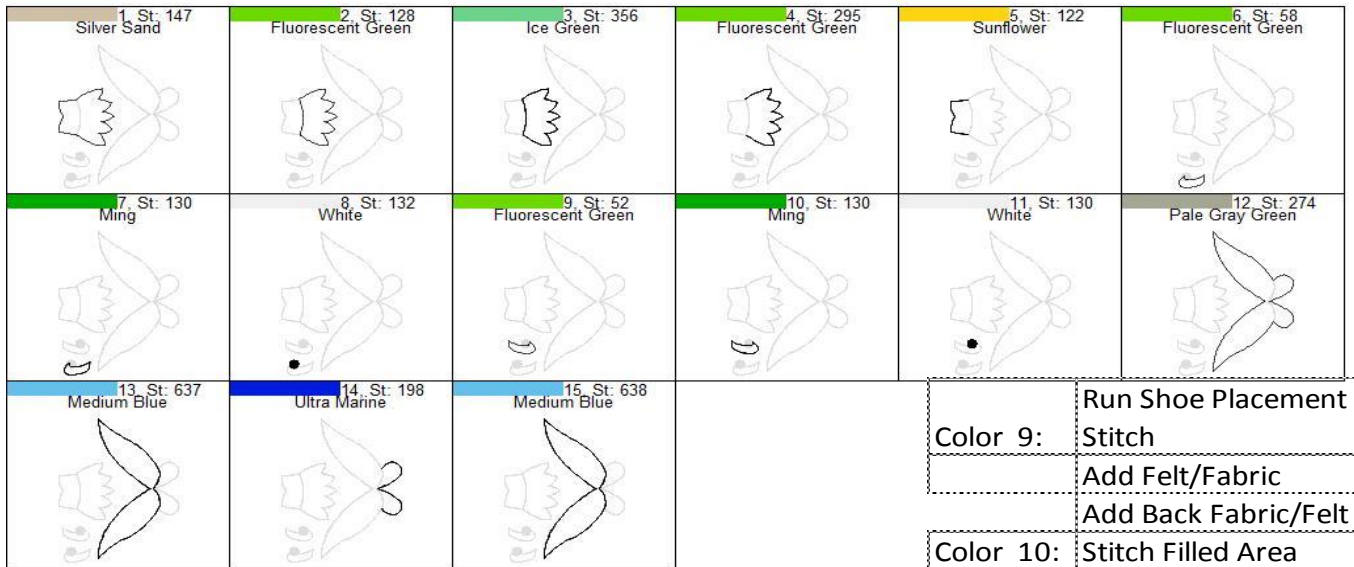 1, St: 147
Silver Sand
2, St: 128
Fluorescent Green
3, St: 356
Ice Green
4, St: 295
Fluorescent Green
5, St: 122
Sunflower
6, St: 58
Fluorescent Green
7, St: 130
Ming
8, St: 132
White
9, St: 52
Fluorescent Green
10, St: 130
Ming
11, St: 130
White
12, St: 274
Pale Gray Green
13, St: 637
Medium Blue
14, St: 198
Ultra Marine
15, St: 638
Medium Blue
Run Shoe Placement
Color 9: Stitch
Add Felt/Fabric
Add Back Fabric/Felt
Color 10: Stitch Filled Area